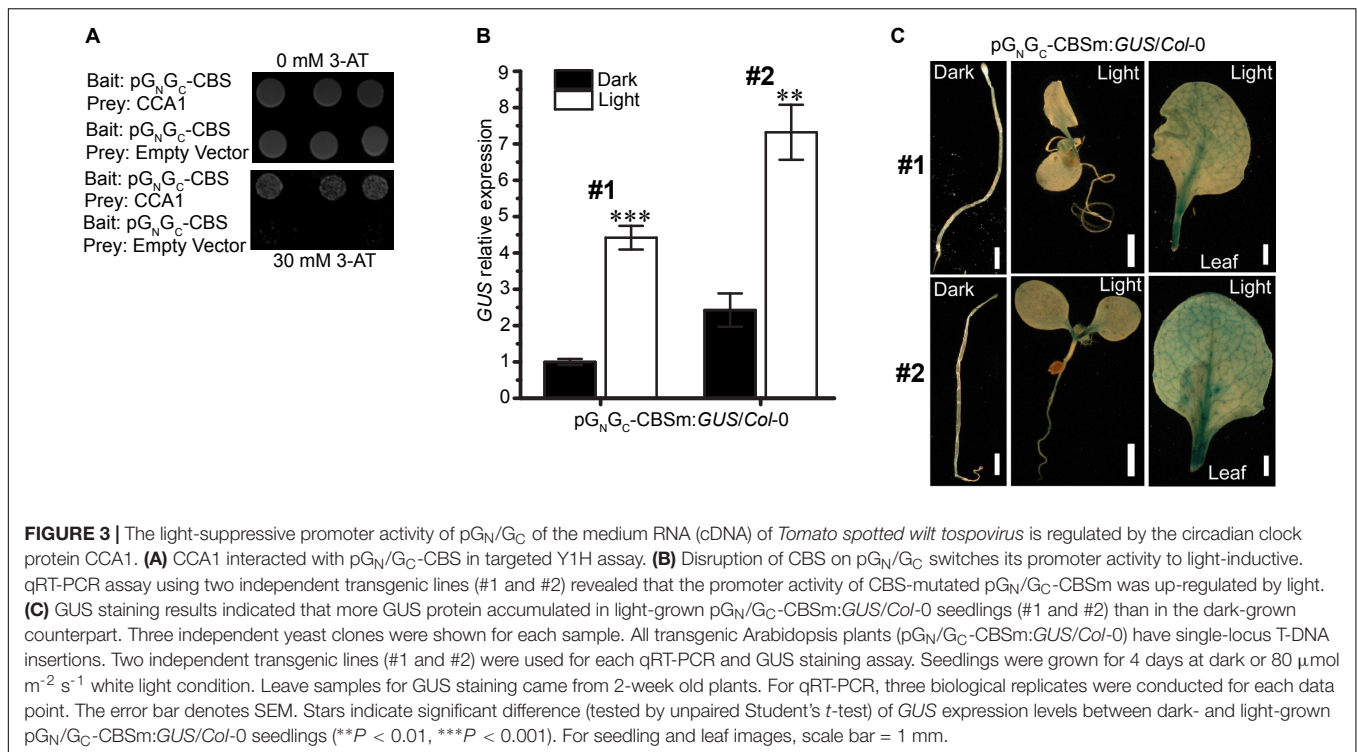 A
0 mM 3-AT
Bait: pGNGC-CBS
Prey: CCA1
Bait: pGNGC-CBS
Prey: Empty Vector
Bait: pGNGC-CBS
Prey: CCA1
Bait: pGNGC-CBS
Prey: Empty Vector
30 mM 3-AT
B
GUS relative expression
9
8
7
6
5
4
3
2
1
0
Dark
Light
#1
***
#2
**
pGNGC-CBSm:GUS/Col-0
C
pGNGC-CBSm:GUS/Col-0
#1
Dark
Light
Light
Leaf
#2
Dark
Light
Light
Leaf
FIGURE 3 | The light-suppressive promoter activity of pGN/GC of the medium RNA (cDNA) of Tomato spotted wilt tospovirus is regulated by the circadian clock
protein CCA1. (A) CCA1 interacted with pGN/GC-CBS in targeted Y1H assay. (B) Disruption of CBS on pGN/GC switches its promoter activity to light-inductive.
qRT-PCR assay using two independent transgenic lines (#1 and #2) revealed that the promoter activity of CBS-mutated pGN/GC-CBSm was up-regulated by light.
(C) GUS staining results indicated that more GUS protein accumulated in light-grown pGN/GC-CBSm:GUS/Col-0 seedlings (#1 and #2) than in the dark-grown
counterpart. Three independent yeast clones were shown for each sample. All transgenic Arabidopsis plants (pGN/GC-CBSm:GUS/Col-0) have single-locus T-DNA
insertions. Two independent transgenic lines (#1 and #2) were used for each qRT-PCR and GUS staining assay. Seedlings were grown for 4 days at dark or 80 μmol
m-2 s-1 white light condition. Leave samples for GUS staining came from 2-week old plants. For qRT-PCR, three biological replicates were conducted for each data
point. The error bar denotes SEM. Stars indicate significant difference (tested by unpaired Student's t-test) of GUS expression levels between dark- and light-grown
pGN/GC-CBSm:GUS/Col-0 seedlings (**P < 0.01, ***P < 0.001). For seedling and leaf images, scale bar = 1 mm.